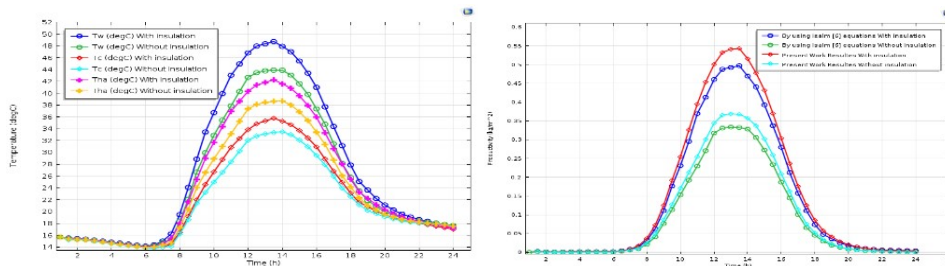 52
50
48
46
44
42
40
38
36
34
32
30
28
26
24
22
20
18
16
14
Temperature (degC)
Tw (degC) With insulation
Tw (degC) Without insulation
Tc (degC) With insulation
Tc (degC) Without insulation
Tha (degC) With insulation
Tha (degC) Without insulation
2 4 6 8 10 12 14 16 18 20 22 24
Time (h)
0.6
0.55
0.5
0.45
0.4
0.35
0.3
0.25
0.2
0.15
0.1
0.05
0
By using [6] equations With insulation
By using [6] equations Without insulation
Present Work Resultes With insulation
Present Work Resultes Without insulation
2 4 6 8 10 12 14 16 18 20 22 24
Time (h)